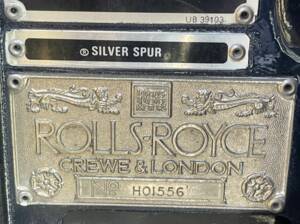 UB 39103
® SILVER SPUR
ROLLS-ROYCE
CREWE & LONDON
Nº H01556